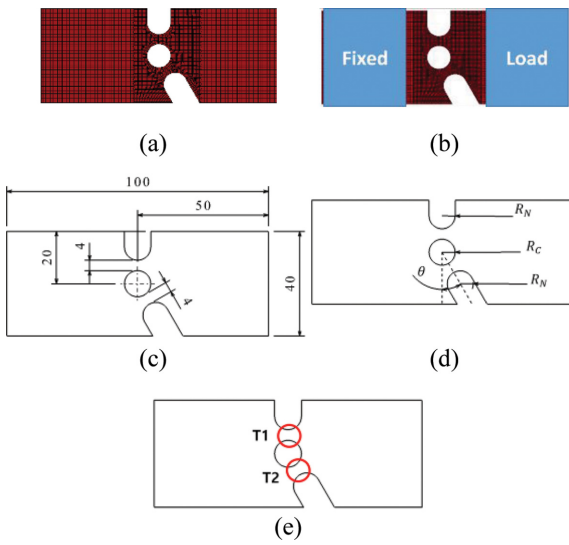 Fixed Load
(a) (b)
100
50
20
4
4
40
R_N
R_C
θ
R_N
(c) (d)
T1
T2
(e)